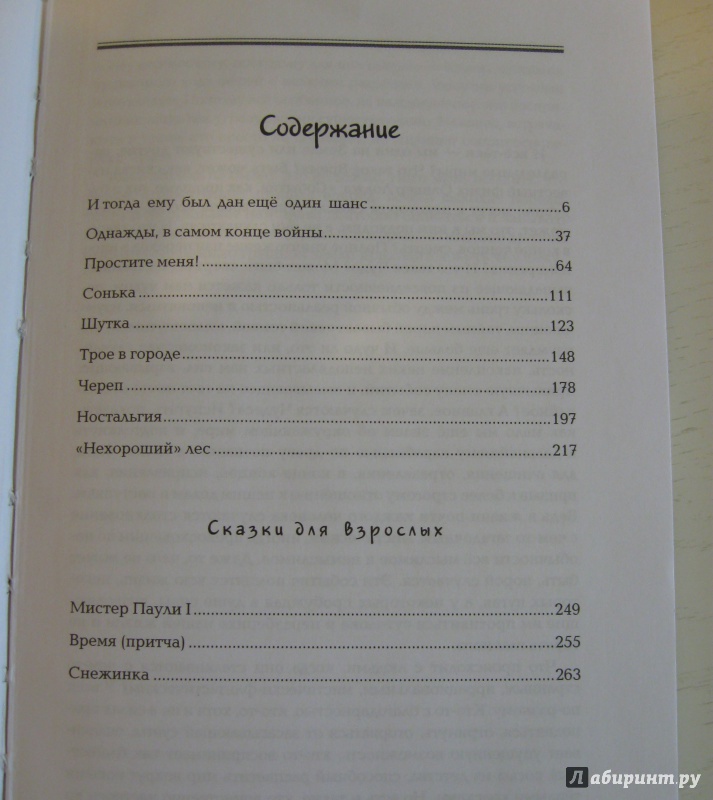 Содержание
И тогда ему был дан ещё один шанс........6
Однажды, в самом конце войны........37
Простите меня!........64
Сонька........111
Шутка........123
Трое в городе........148
Череп........178
Ностальгия........197
«Нехороший» лес........217
Сказки для взрослых
Мистер Паули I........249
Время (притча)........255
Снежинка........263
Лабиринт.ру